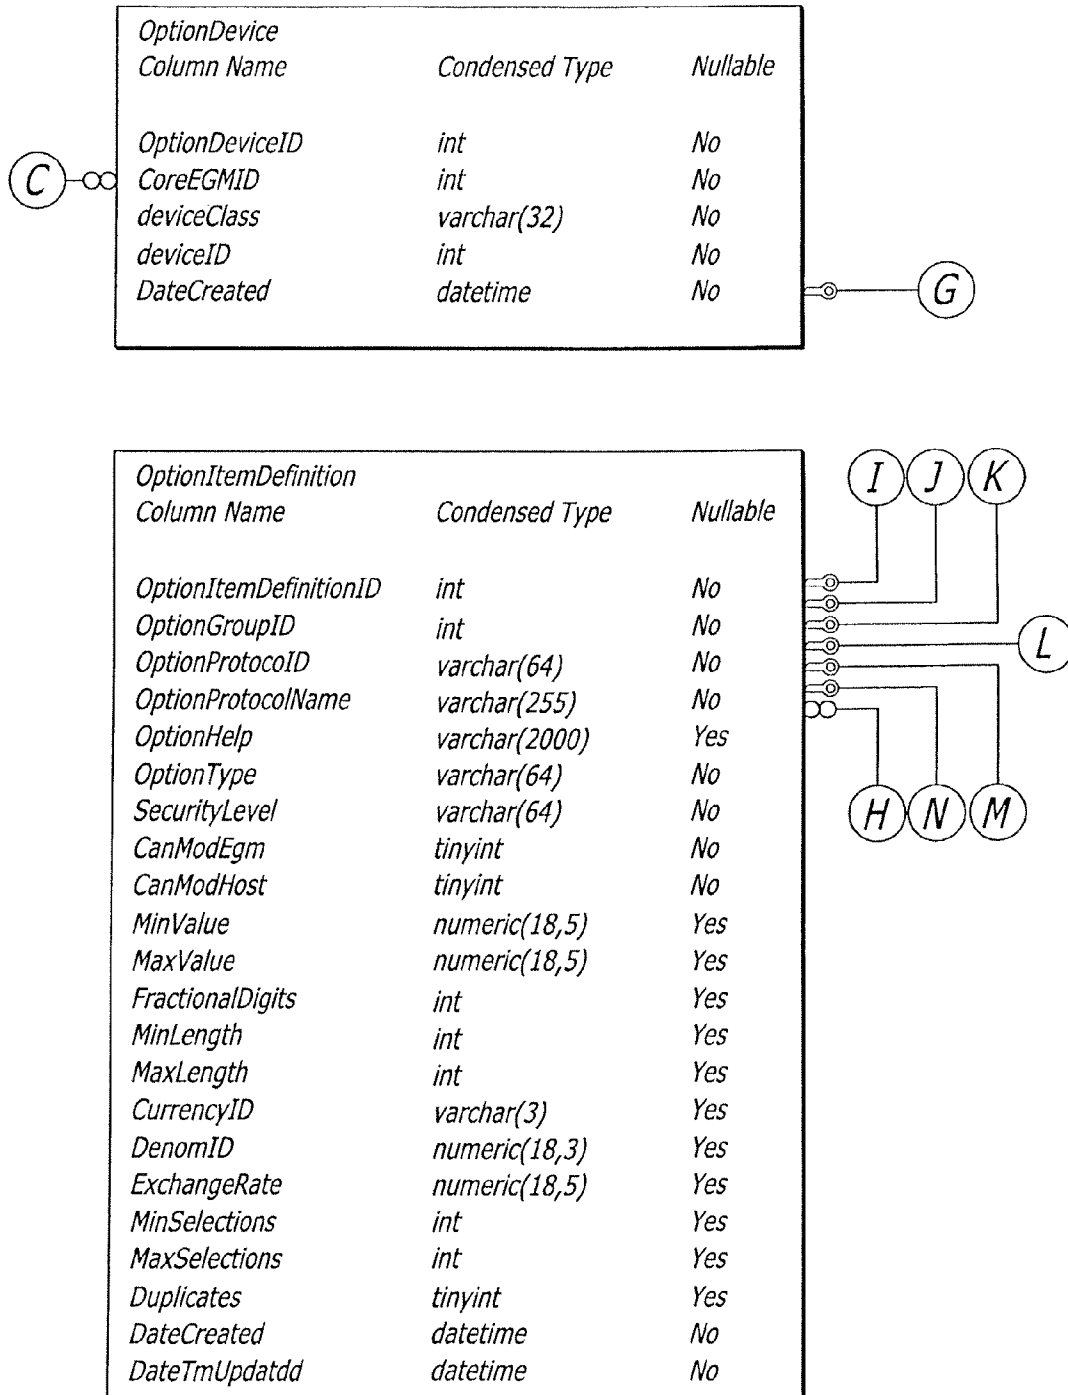 OptionDevice
Column Name Condensed Type Nullable
OptionDeviceID int No
C
CoreEGMID int No
deviceClass varchar(32) No
deviceID int No
DateCreated datetime No
G
OptionItemDefinition
Column Name Condensed Type Nullable
I J K
OptionItemDefinitionID int No
OptionGroupID int No
L
OptionProtocoID varchar(64) No
OptionProtocolName varchar(255) No
OptionHelp varchar(2000) Yes
OptionType varchar(64) No
SecurityLevel varchar(64) No
H N M
CanModEgm tinyint No
CanModHost tinyint No
MinValue numeric(18,5) Yes
MaxValue numeric(18,5) Yes
FractionalDigits int Yes
MinLength int Yes
MaxLength int Yes
CurrencyID varchar(3) Yes
DenomID numeric(18,3) Yes
ExchangeRate numeric(18,5) Yes
MinSelections int Yes
MaxSelections int Yes
Duplicates tinyint Yes
DateCreated datetime No
DateTmUpdatdd datetime No